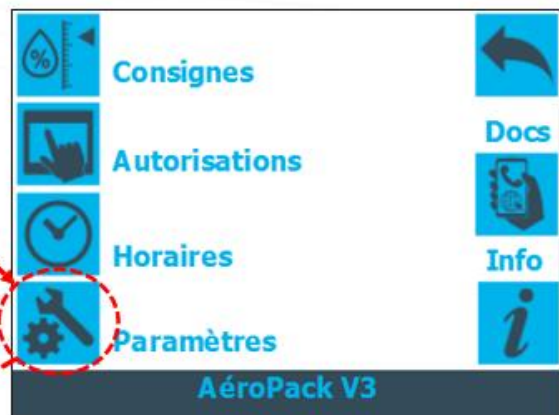 %
Consignes
Docs
Autorisations
Horaires
Info
i
Paramètres
AéroPack V3